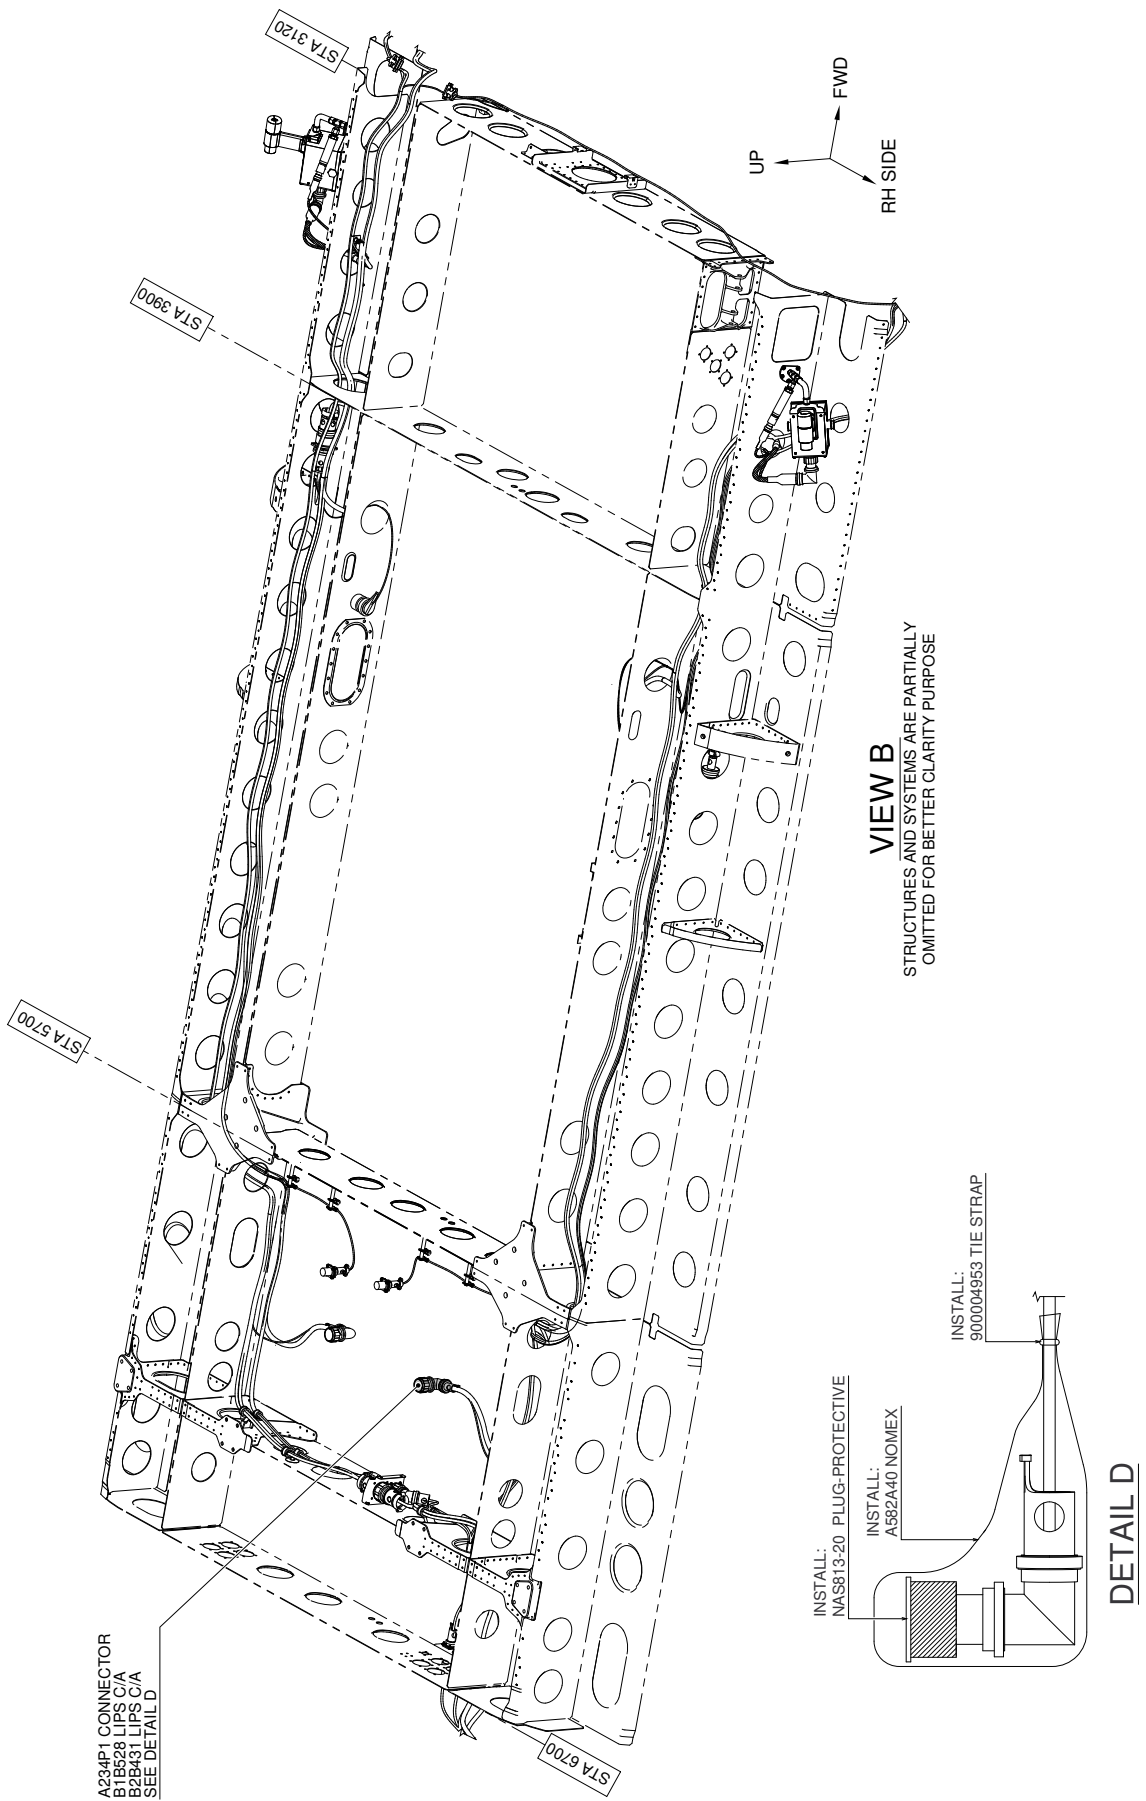 STA 3120
STA 3900
STA 5700
STA 6700
UP
FWD
RH SIDE
A234P1 CONNECTOR
B1B528 LIPS C/A
B2B431 LIPS C/A
SEE DETAIL D
VIEW B
STRUCTURES AND SYSTEMS ARE PARTIALLY
OMITTED FOR BETTER CLARITY PURPOSE
INSTALL:
NAS813-20 PLUG-PROTECTIVE
INSTALL:
A582A40 NOMEX
INSTALL:
900004953 TIE STRAP
DETAIL D